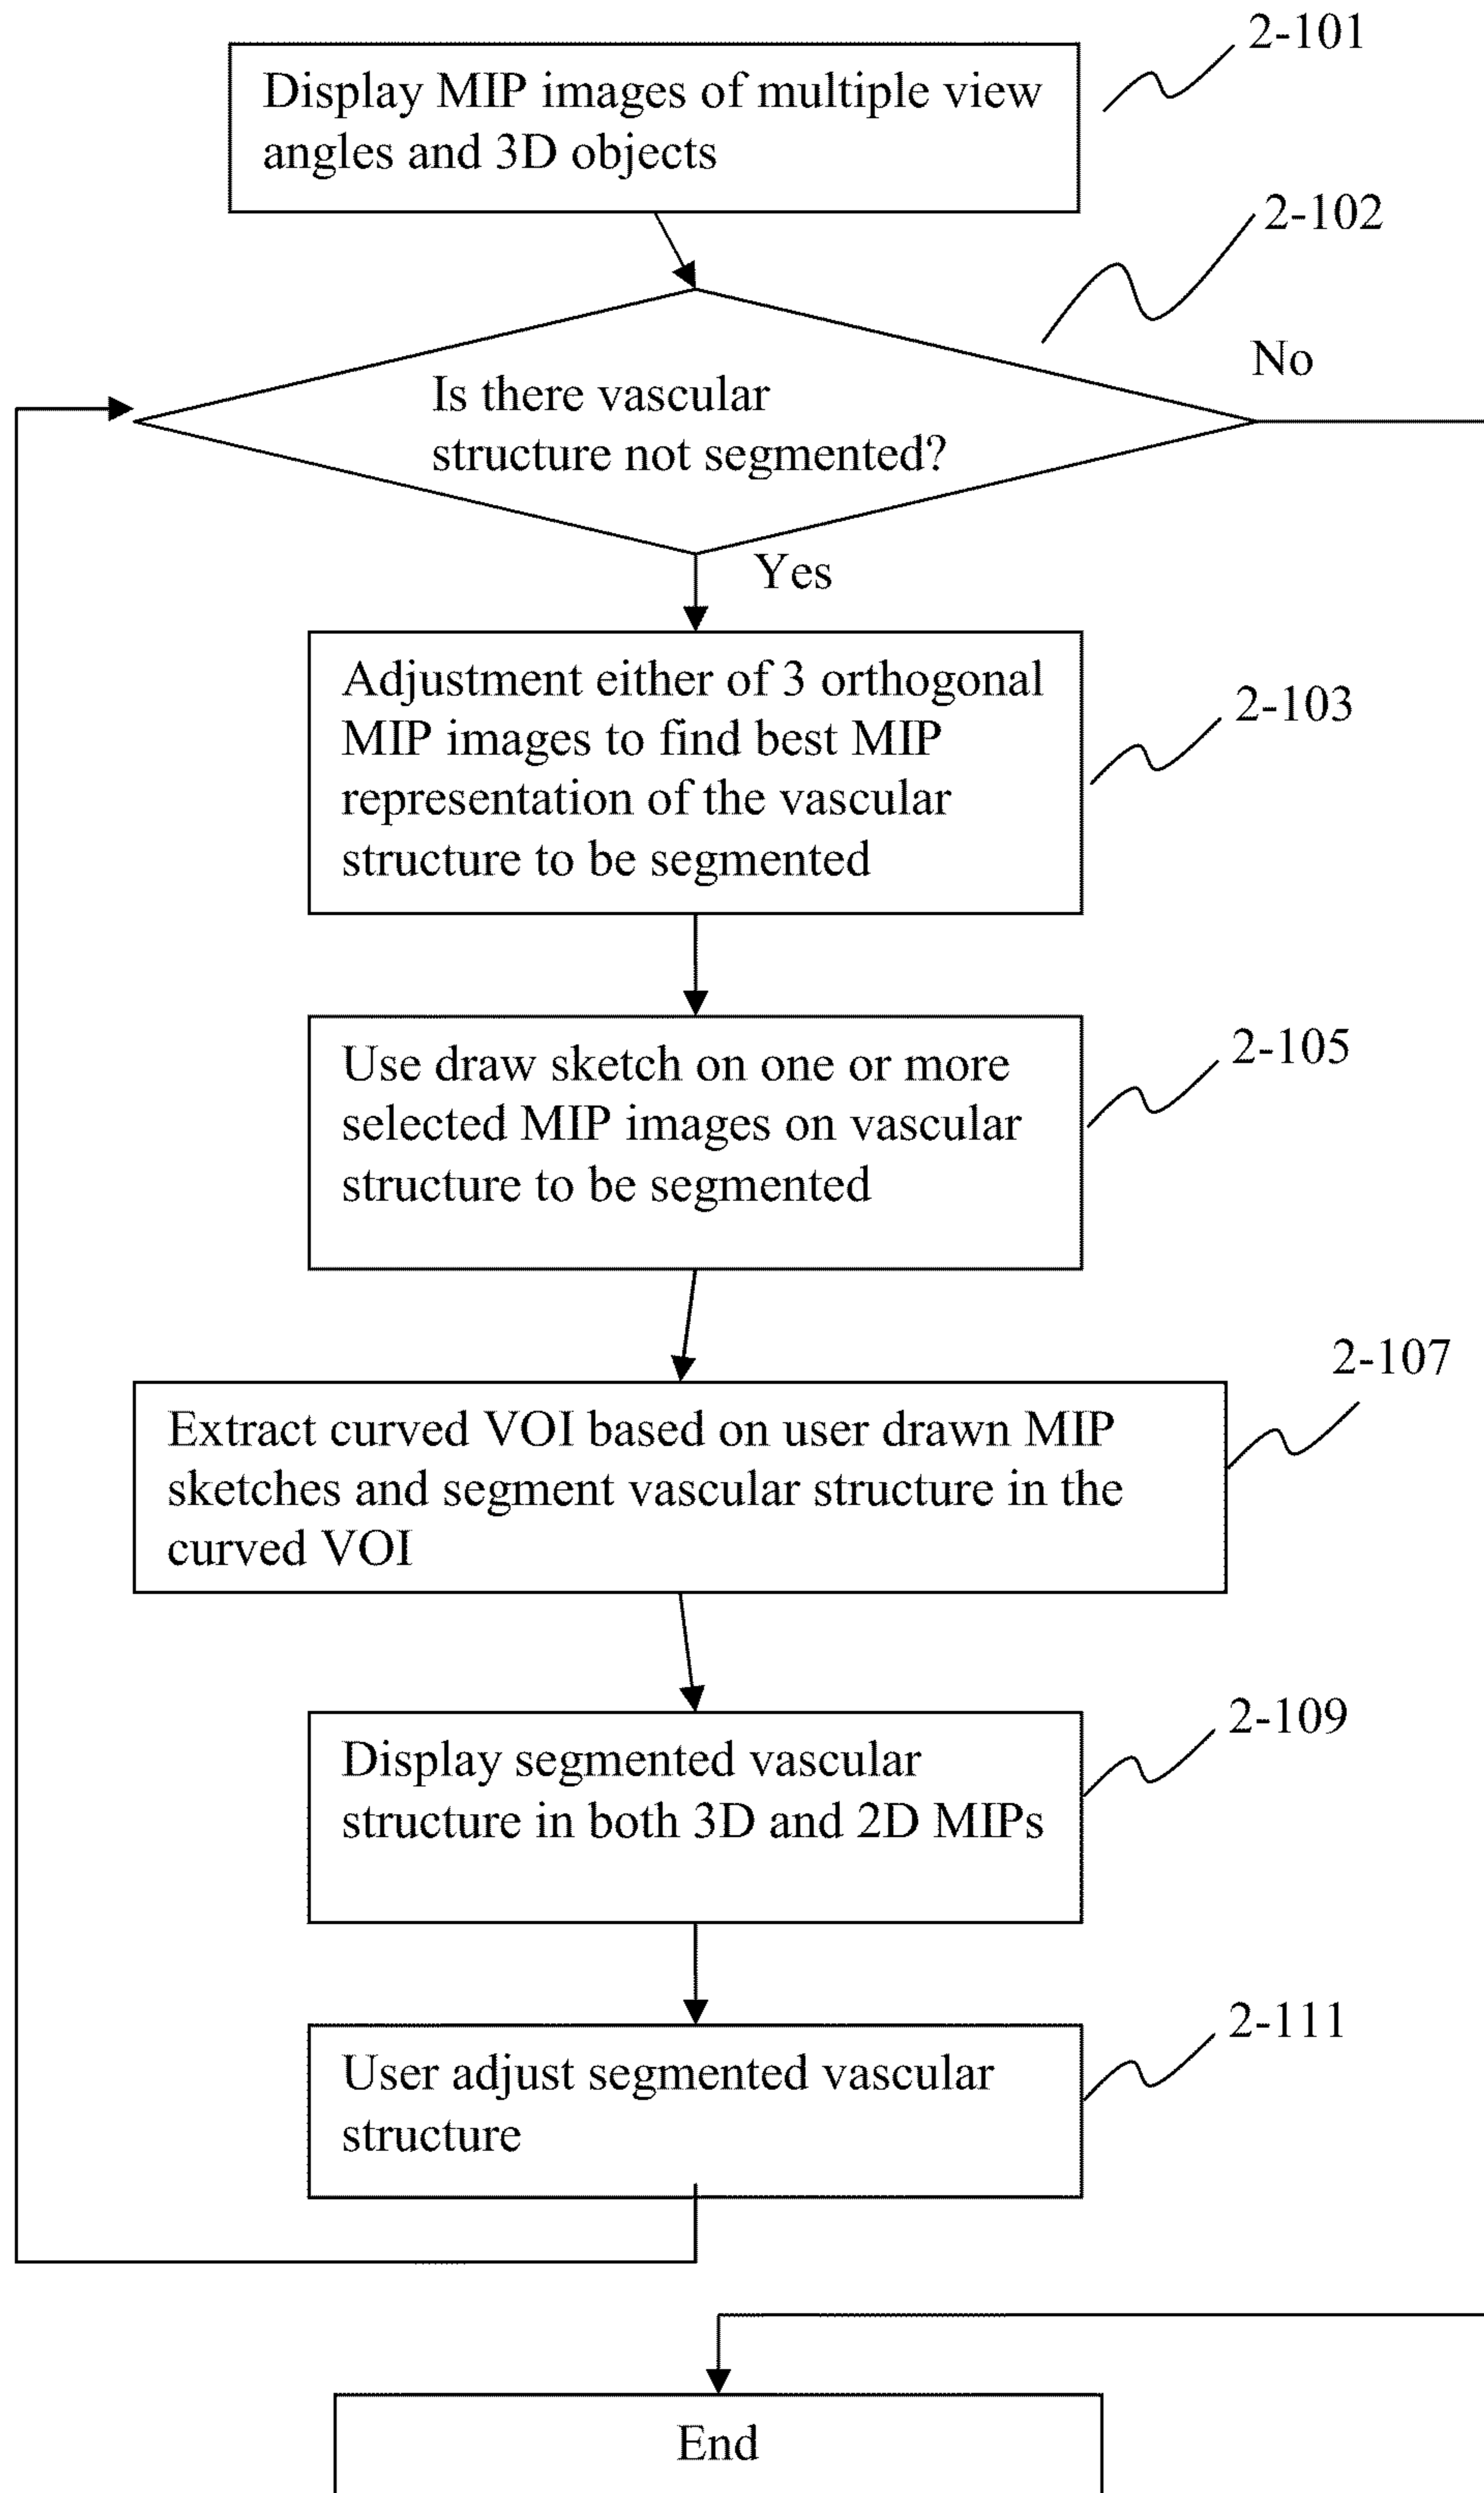 2-101
Display MIP images of multiple view
angles and 3D objects
2-102
No
Is there vascular
structure not segmented?
Yes
Adjustment either of 3 orthogonal
MIP images to find best MIP
representation of the vascular
structure to be segmented
2-103
Use draw sketch on one or more
selected MIP images on vascular
structure to be segmented
2-105
2-107
Extract curved VOI based on user drawn MIP
sketches and segment vascular structure in the
curved VOI
2-109
Display segmented vascular
structure in both 3D and 2D MIPs
2-111
User adjust segmented vascular
structure
End